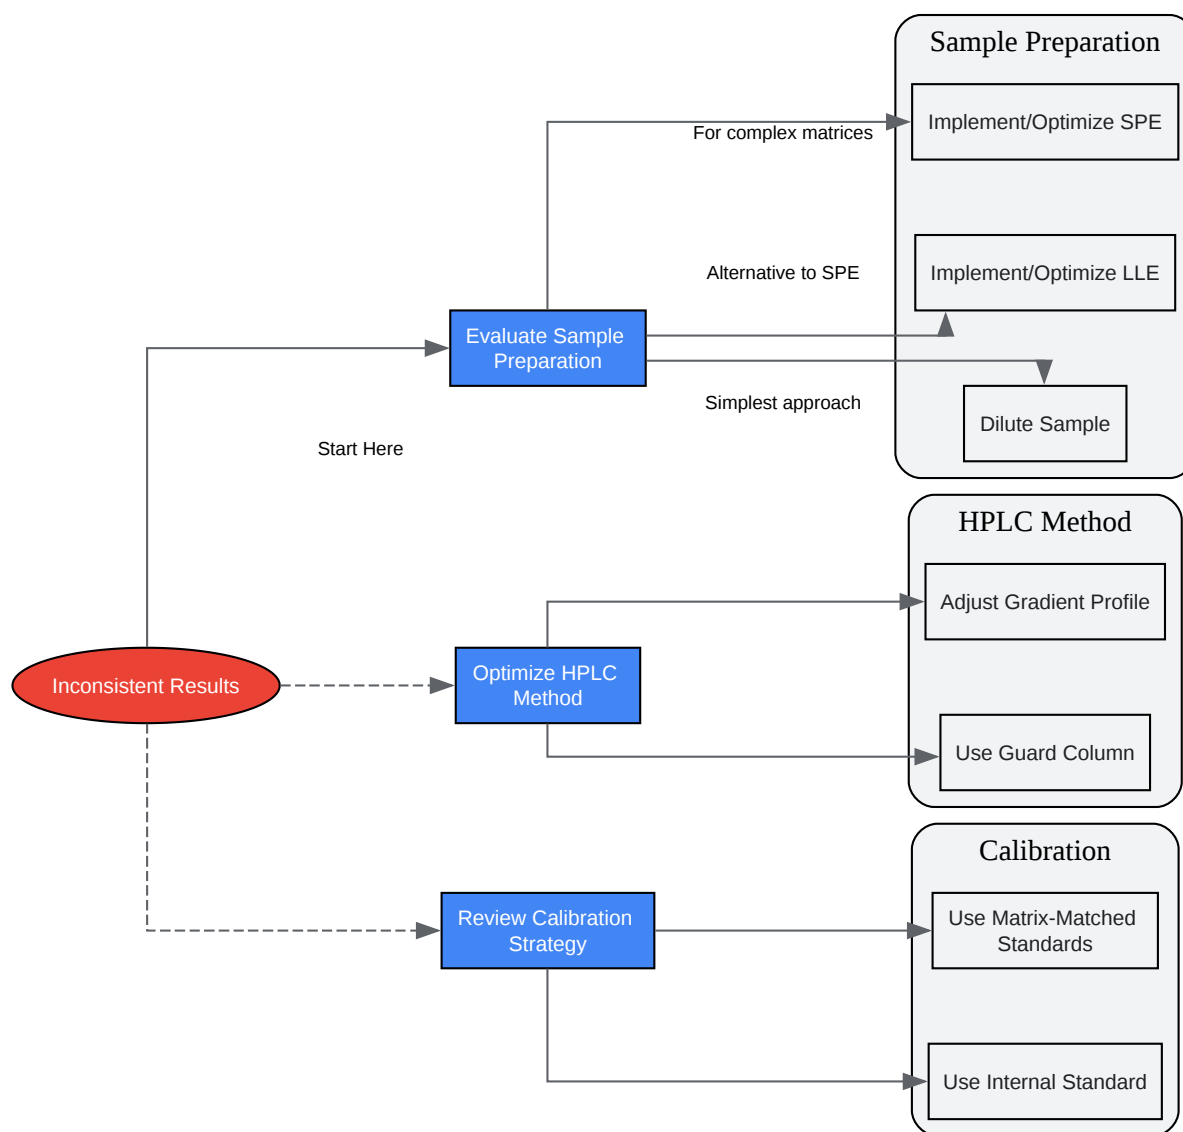 Sample Preparation
For complex matrices
Implement/Optimize SPE
Alternative to SPE
Implement/Optimize LLE
Evaluate Sample
Preparation
Simplest approach
Dilute Sample
Start Here
HPLC Method
Adjust Gradient Profile
Inconsistent Results
Optimize HPLC
Method
Use Guard Column
Calibration
Review Calibration
Strategy
Use Matrix-Matched
Standards
Use Internal Standard